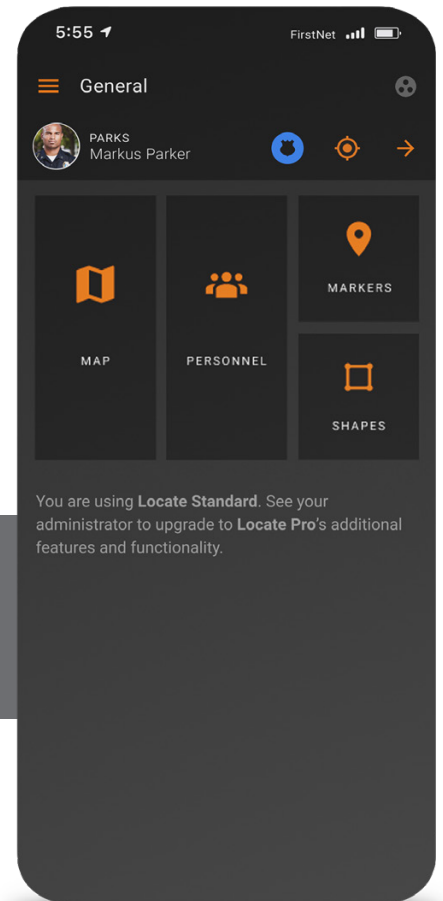 5:55
FirstNet
General
PARKS
Markus Parker
MAP
PERSONNEL
MARKERS
SHAPES
You are using Locate Standard. See your
administrator to upgrade to Locate Pro's additional
features and functionality.